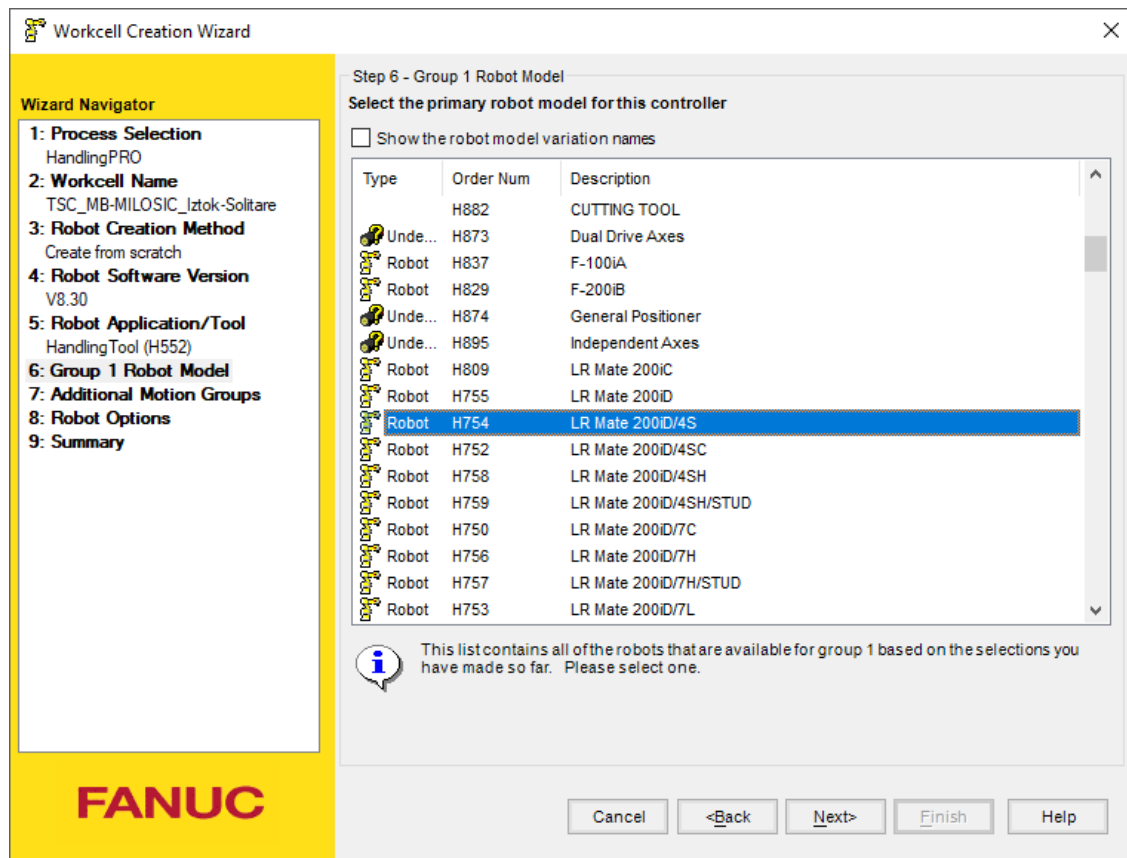 Workcell Creation Wizard
Wizard Navigator
1: Process Selection
HandlingPRO
2: Workcell Name
TSC_MB-MILOSIC_Iztok-Solitare
3: Robot Creation Method
Create from scratch
4: Robot Software Version
V8.30
5: Robot Application/Tool
HandlingTool (H552)
6: Group 1 Robot Model
7: Additional Motion Groups
8: Robot Options
9: Summary
FANUC
Step 6 - Group 1 Robot Model
Select the primary robot model for this controller
Show the robot model variation names
Type Order Num Description
H882 CUTTING TOOL
Unde... H873 Dual Drive Axes
Robot H837 F-100iA
Robot H829 F-200iB
Unde... H874 General Positioner
Unde... H895 Independent Axes
Robot H809 LR Mate 200iC
Robot H755 LR Mate 200iD
Robot H754 LR Mate 200iD/4S
Robot H752 LR Mate 200iD/4SC
Robot H758 LR Mate 200iD/4SH
Robot H759 LR Mate 200iD/4SH/STUD
Robot H750 LR Mate 200iD/7C
Robot H756 LR Mate 200iD/7H
Robot H757 LR Mate 200iD/7H/STUD
Robot H753 LR Mate 200iD/7L
This list contains all of the robots that are available for group 1 based on the selections you
have made so far. Please select one.
Cancel <Back Next> Finish Help